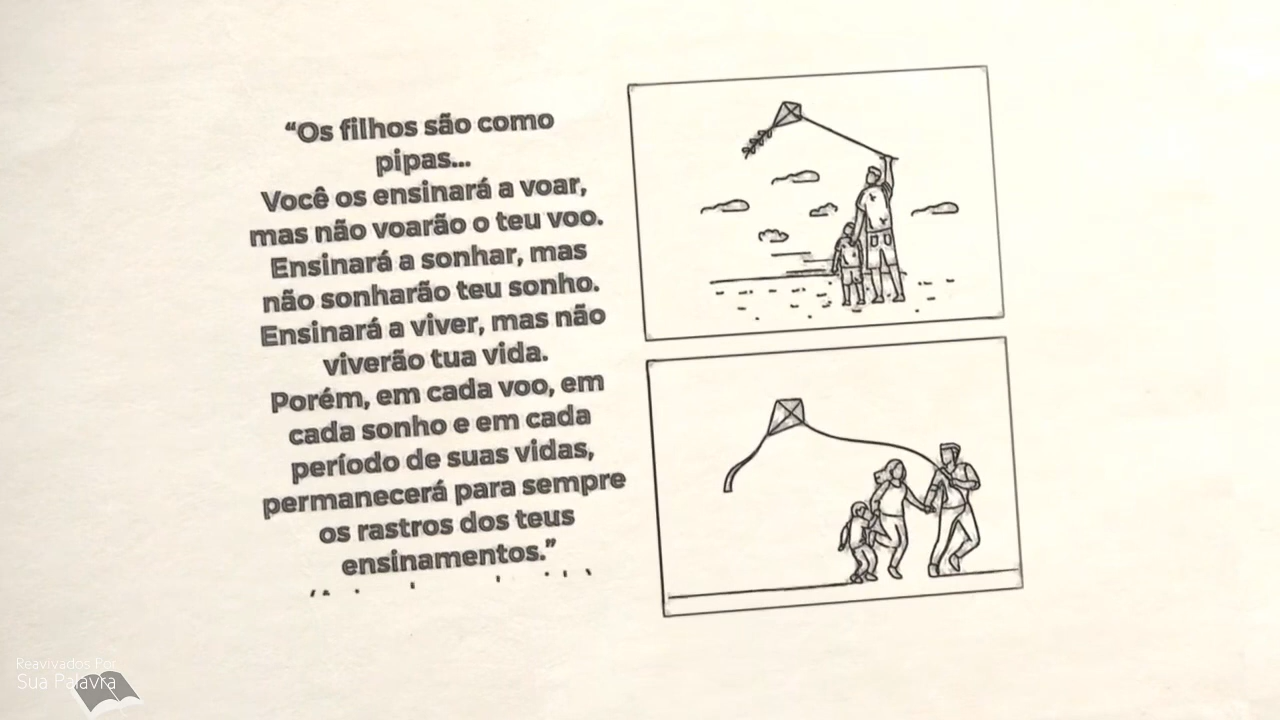 “Os filhos são como
pipas...
Você os ensinará a voar,
mas não voarão o teu voo.
Ensinará a sonhar, mas
não sonharão teu sonho.
Ensinará a viver, mas não
viverão tua vida.
Porém, em cada voo, em
cada sonho e em cada
período de suas vidas,
permanecerá para sempre
os rastros dos teus
ensinamentos.”
Reavivados Por
Sua Palavra